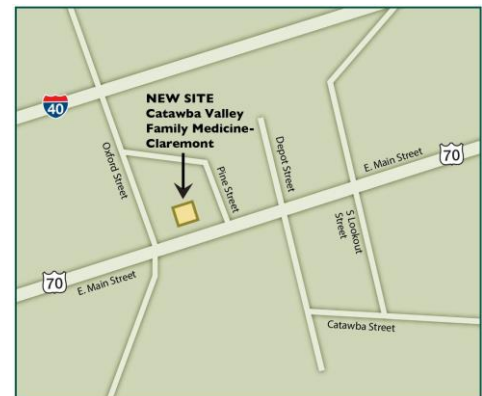 40
NEW SITE
Catawba Valley
Family Medicine-
Claremont
Oxford Street
Pine Street
Depot Street
E. Main Street
70
S Lookout
Street
70
E. Main Street
Catawba Street